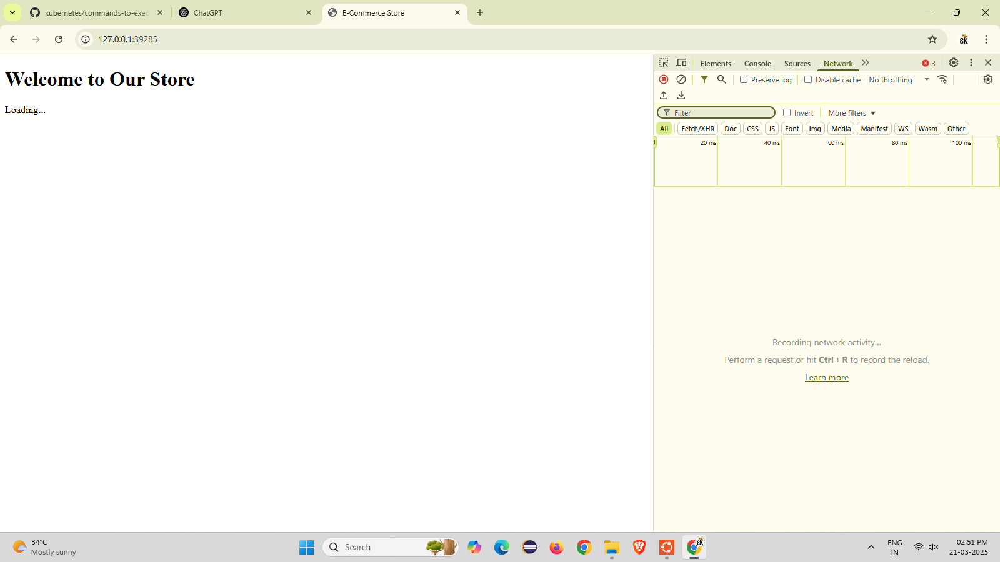 kubernetes/commands-to-exec
ChatGPT
E-Commerce Store
127.0.0.1:39285
SK
Welcome to Our Store
Loading...
Elements Console Sources Network 3
Preserve log Disable cache No throttling
Filter Invert More filters
All Fetch/XHR Doc CSS JS Font Img Media Manifest WS Wasm Other
20 ms 40 ms 60 ms 80 ms 100 ms
Recording network activity...
Perform a request or hit Ctrl + R to record the reload.
Learn more
34°C
Mostly sunny
Search
SK
ENG
IN
02:51 PM
21-03-2025